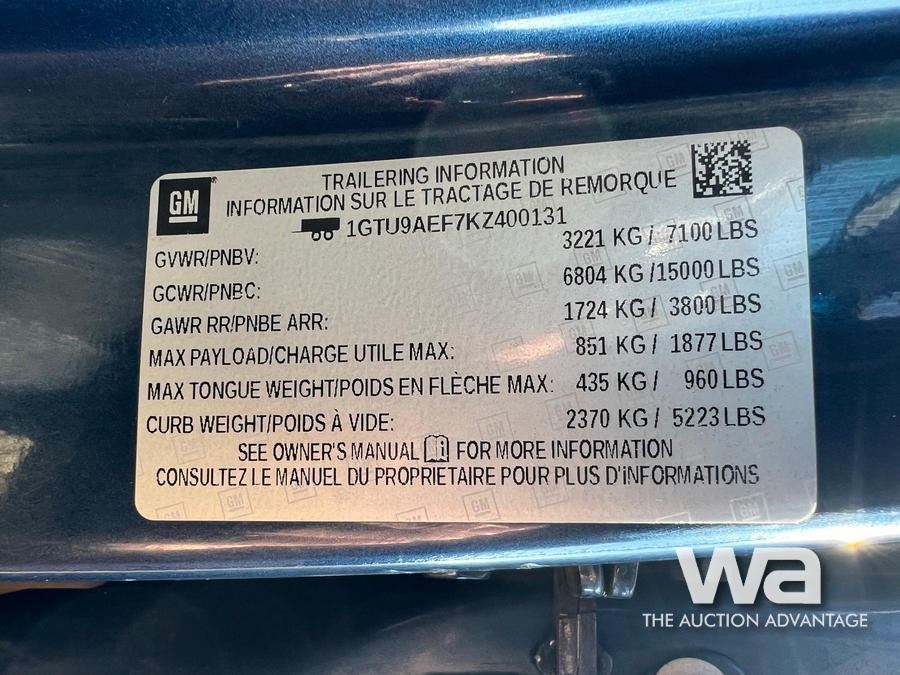 GM
TRAILERING INFORMATION
INFORMATION SUR LE TRACTAGE DE REMORQUE
1GTU9AEF7KZ400131
GVWR/PNBV: 3221 KG / 7100 LBS
GCWR/PNBC: 6804 KG /15000 LBS
GAWR RR/PNBE ARR: 1724 KG / 3800 LBS
MAX PAYLOAD/CHARGE UTILE MAX: 851 KG / 1877 LBS
MAX TONGUE WEIGHT/POIDS EN FLÈCHE MAX: 435 KG / 960 LBS
CURB WEIGHT/POIDS À VIDE: 2370 KG / 5223 LBS
SEE OWNER'S MANUAL FOR MORE INFORMATION
CONSULTEZ LE MANUEL DU PROPRIETAIRE POUR PLUS D'INFORMATIONS
wa
THE AUCTION ADVANTAGE